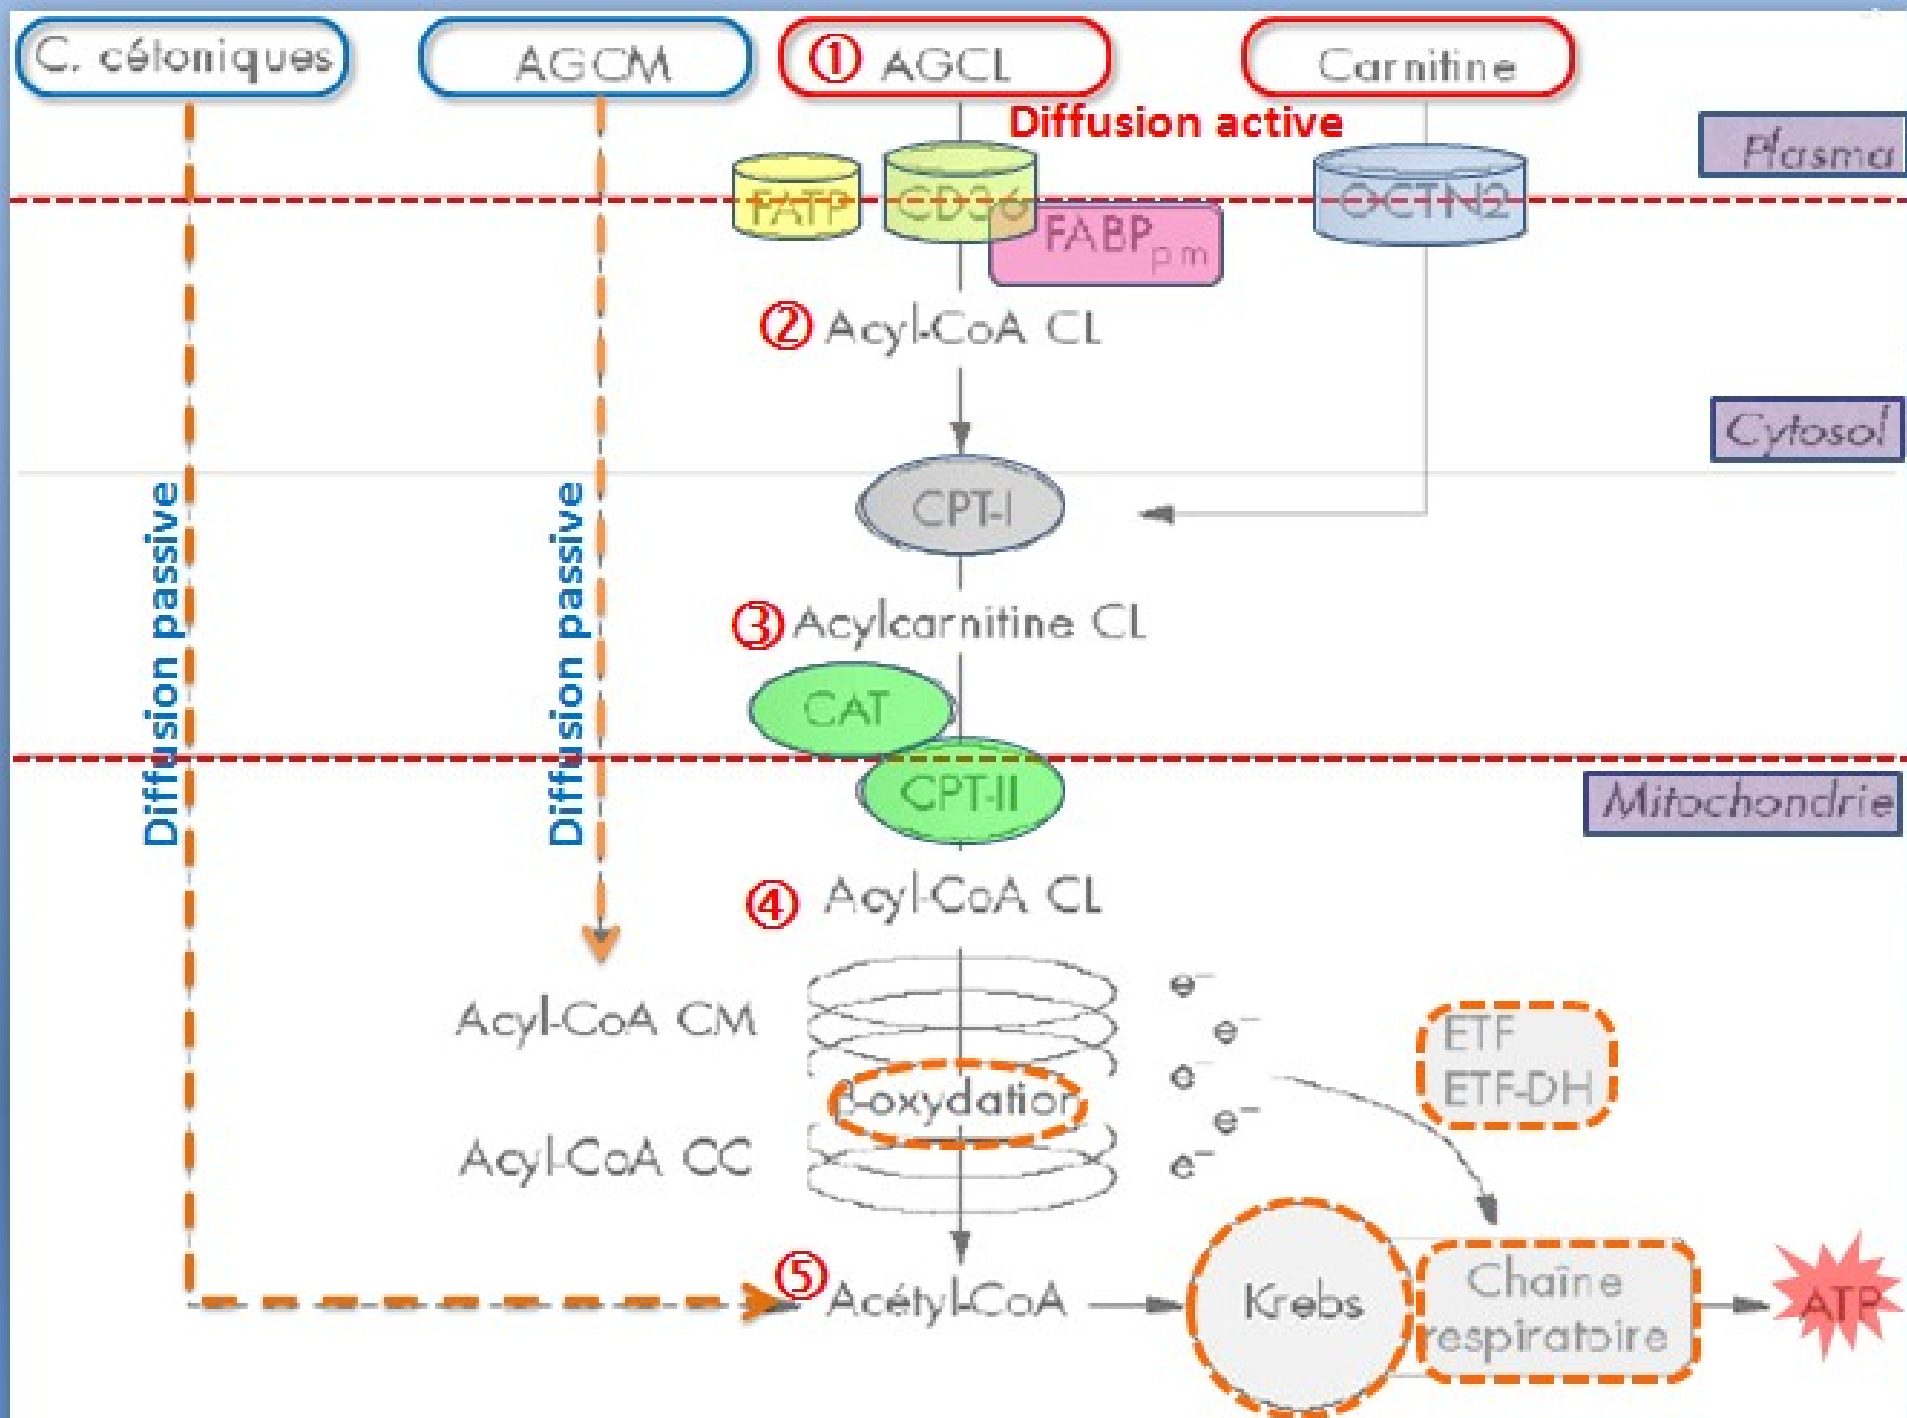 C. cétoniques
AGCM
① AGCL
Carnitine
Diffusion active
Plasma
FATP
CD36
FABPpm
OCTN2
② Acyl-CoA CL
Cytosol
CPT-I
Diffusion passive
Diffusion passive
③ Acylcarnitine CL
CAT
CPT-II
Mitochondrie
④ Acyl-CoA CL
Acyl-CoA CM
e⁻
e⁻
e⁻
e⁻
e⁻
ETF
ETF-DH
β-oxydation
Acyl-CoA CC
⑤ Acétyl-CoA
Krebs
Chaîne
respiratoire
ATP